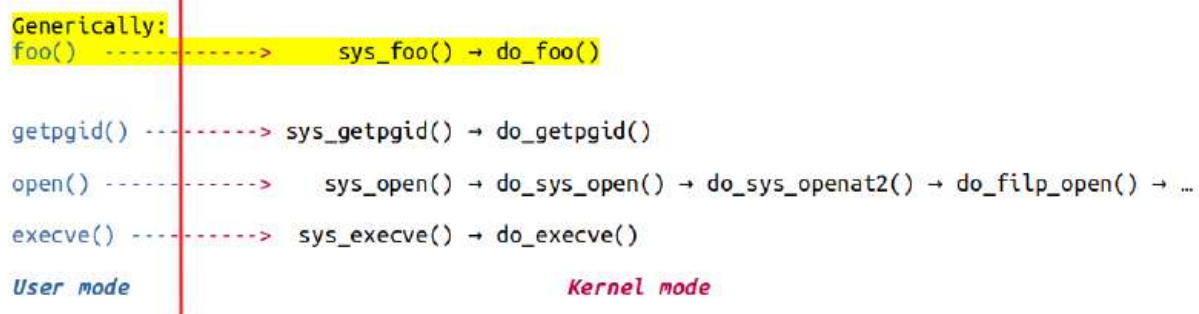 Generically:
foo() ------------> sys_foo() → do_foo()
getpgid() ----------> sys_getpgid() → do_getpgid()
open() -------------> sys_open() → do_sys_open() → do_sys_openat2() → do_filp_open() → …
execve() -----------> sys_execve() → do_execve()
User mode Kernel mode